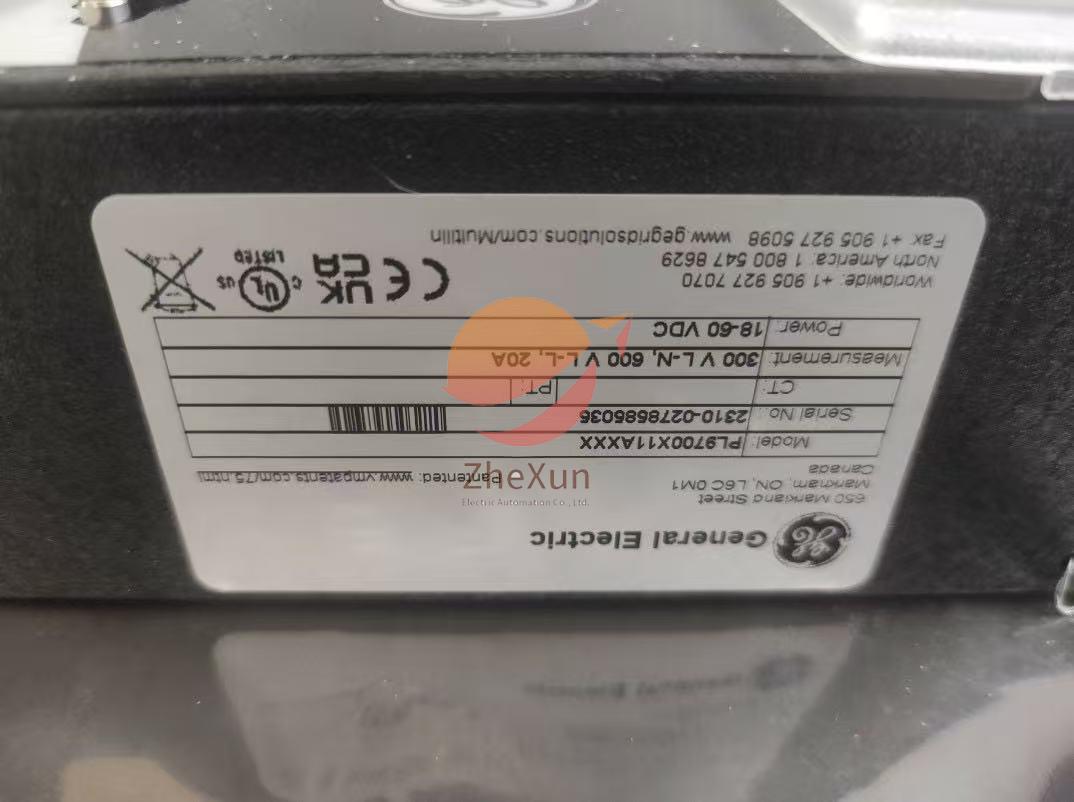 General Electric
650 Markland Street
Markham, ON, L6C 0M1
Canada
Pantented: www.vmpatents.com/75.html
Model: PL9700X11AXXX
Serial No.: 2310-0278585036
CT: PT:
Measurement: 300 V L-N, 600 V L-L, 20A
Power: 18-60 VDC
Worldwide: +1 905 927 7070
North America: 1 800 547 8629
Fax: +1 905 927 5098 www.gegridsolutions.com/Multilin
CE UK CA
C UL US
LISTED
ZheXun
Electric Automation Co., Ltd.